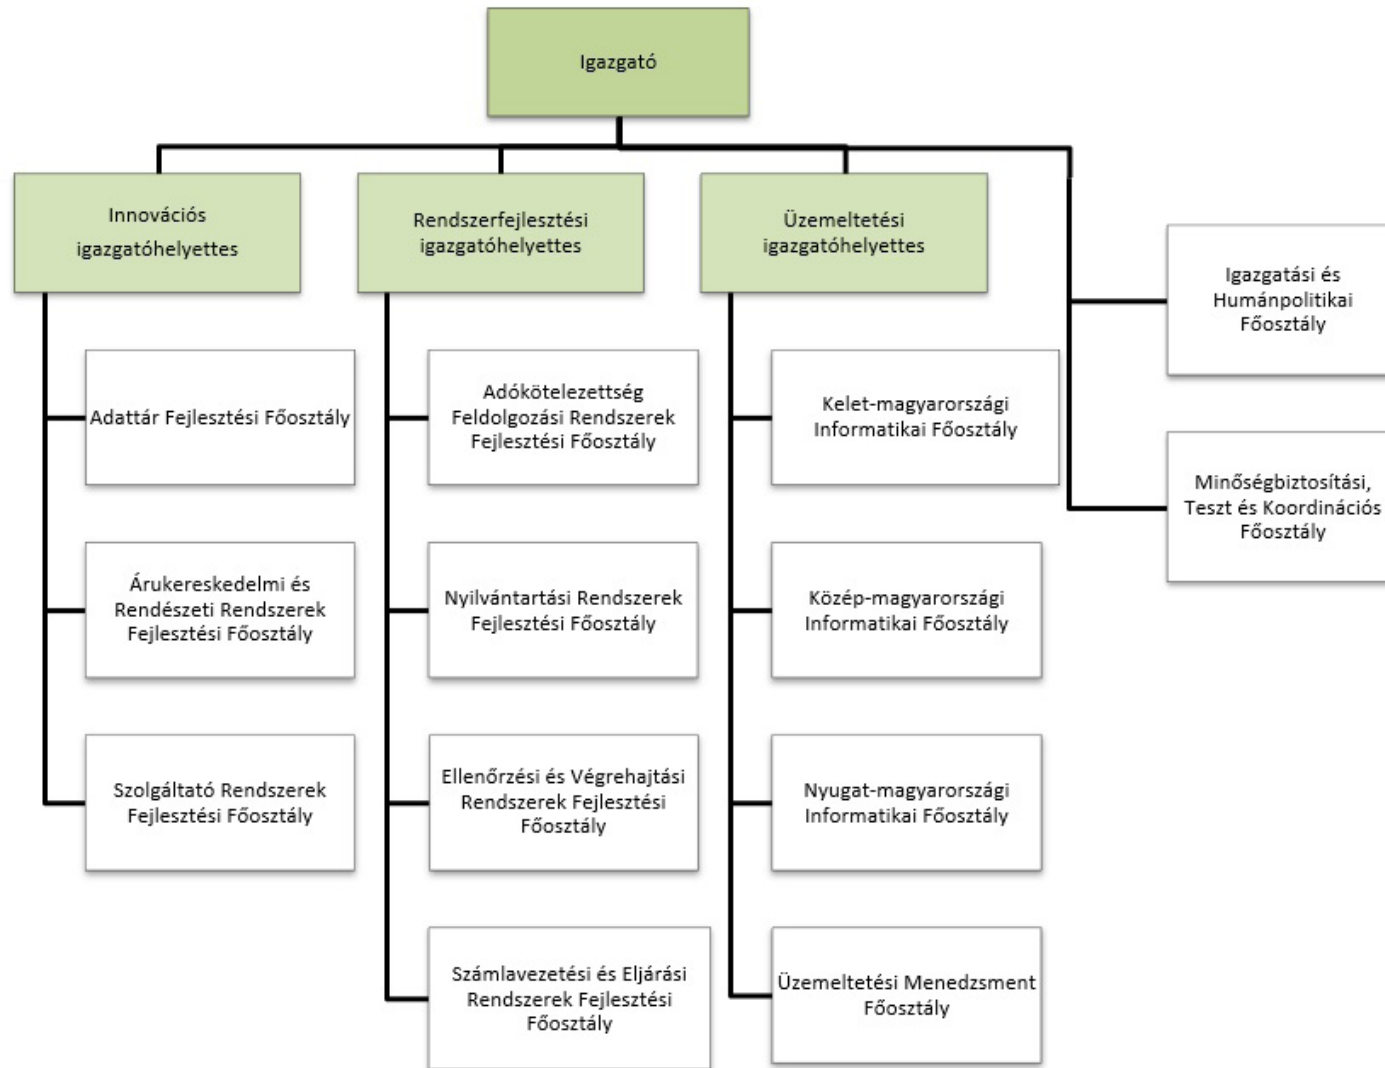 Igazgató
Innovációs
igazgatóhelyettes
Rendszerfejlesztési
igazgatóhelyettes
Üzemeltetési
igazgatóhelyettes
Igazgatási és
Humánpolitikai
Főosztály
Minőségbiztosítási,
Teszt és Koordinációs
Főosztály
Adattár Fejlesztési Főosztály
Árukereskedelmi és
Rendészeti Rendszerek
Fejlesztési Főosztály
Szolgáltató Rendszerek
Fejlesztési Főosztály
Adókötelezettség
Feldolgozási Rendszerek
Fejlesztési Főosztály
Nyilvántartási Rendszerek
Fejlesztési Főosztály
Ellenőrzési és Végrehajtási
Rendszerek Fejlesztési
Főosztály
Számlavezetési és Eljárási
Rendszerek Fejlesztési
Főosztály
Kelet-magyarországi
Informatikai Főosztály
Közép-magyarországi
Informatikai Főosztály
Nyugat-magyarországi
Informatikai Főosztály
Üzemeltetési Menedzsment
Főosztály